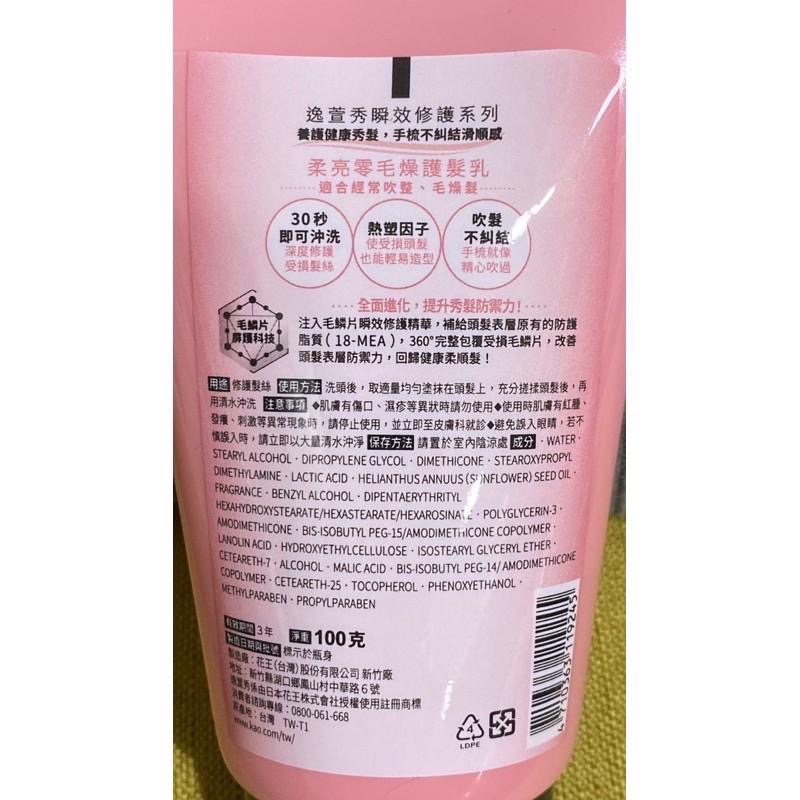 逸萱秀瞬效修護系列
養護健康秀髮，手梳不糾結滑順感
柔亮零毛燥護髮乳
適合經常吹整、毛燥髮
30秒
即可沖洗
深度修護
受損髮絲
熱塑因子
使受損頭髮
也能輕易造型
吹髮
不糾結
手梳就像
精心吹過
全面進化，提升秀髮防禦力！
毛鱗片
屏護科技
注入毛鱗片瞬效修護精華，補給頭髮表層原有的防護
脂質（18-MEA），360°完整包覆受損毛鱗片，改善
頭髮表層防禦力，回歸健康柔順髮！
用途 修護髮絲 使用方法 洗頭後，取適量均勻塗抹在頭髮上，充分搓揉頭髮後，再
用清水沖洗 注意事項 ◆肌膚有傷口、濕疹等異狀時請勿使用◆使用時肌膚有紅腫、
發癢、刺激等異常現象時，請停止使用，並立即至皮膚科就診◆避免誤入眼睛，若不
慎誤入時，請立即以大量清水沖淨 保存方法 請置於室內陰涼處 成分 · WATER ·
STEARYL ALCOHOL · DIPROPYLENE GLYCOL · DIMETHICONE · STEAROXYPROPYL
DIMETHYLAMINE · LACTIC ACID · HELIANTHUS ANNUUS (SUNFLOWER) SEED OIL ·
FRAGRANCE · BENZYL ALCOHOL · DIPENTAERYTHRITYL
HEXAHYDROXYSTEARATE/HEXASTEARATE/HEXAROSINATE · POLYGLYCERIN-3 ·
AMODIMETHICONE · BIS-ISOBUTYL PEG-15/AMODIMETHICONE COPOLYMER ·
LANOLIN ACID · HYDROXYETHYLCELLULOSE · ISOSTEARYL GLYCERYL ETHER ·
CETEARETH-7 · ALCOHOL · MALIC ACID · BIS-ISOBUTYL PEG-14/ AMODIMETHICONE
COPOLYMER · CETEARETH-25 · TOCOPHEROL · PHENOXYETHANOL ·
METHYLPARABEN · PROPYLPARABEN
有效期間 3年 淨重 100克
製造日期與批號 標示於瓶身
製造廠：花王(台灣)股份有限公司 新竹廠
地址：新竹縣湖口鄉鳳山村中華路6號
逸萱秀係由日本花王株式會社授權使用註冊商標
消費者諮詢專線：0800-061-668
原產地：台灣 TW-T1
www.kao.com/tw/
4
LDPE
4 710363 119245